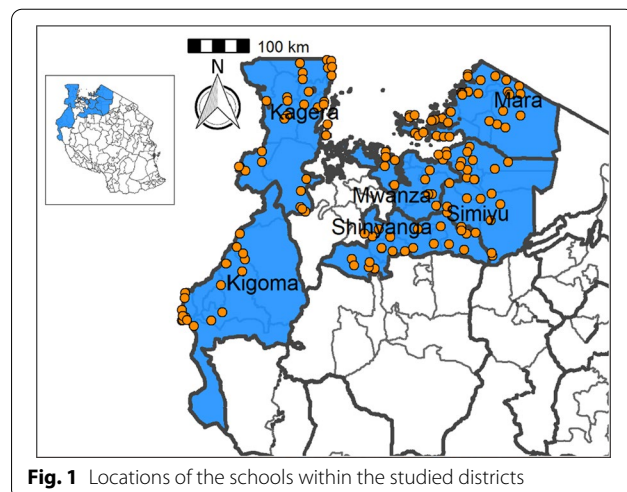 100 km
N
Kagera
Mara
Mwanza
Simiyu
Shinyanga
Kigoma
Fig. 1 Locations of the schools within the studied districts